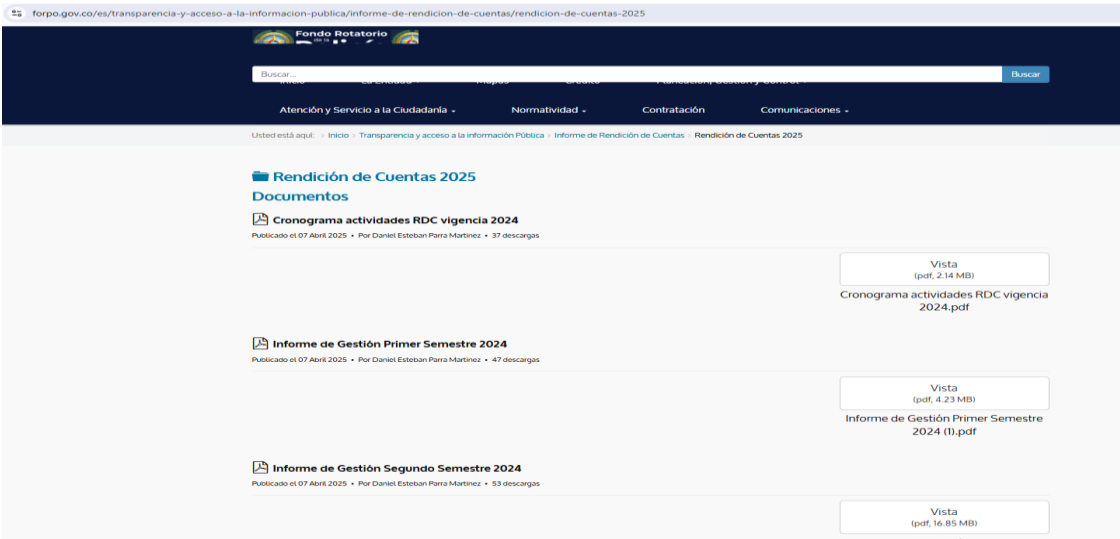 forpo.gov.co/es/transparencia-y-acceso-a-la-informacion-publica/informe-de-rendicion-de-cuentas/rendicion-de-cuentas-2025
Fondo Rotatorio
de la
Buscar...
Buscar
Atención y Servicio a la Ciudadanía
Normatividad
Contratación
Comunicaciones
Usted está aquí: > Inicio > Transparencia y acceso a la información Pública > Informe de Rendición de Cuentas > Rendición de Cuentas 2025
Rendición de Cuentas 2025
Documentos
Cronograma actividades RDC vigencia 2024
Publicado el 07 Abril 2025 • Por Daniel Esteban Parra Martinez • 37 descargas
Vista
(pdf, 2.14 MB)
Cronograma actividades RDC vigencia
2024.pdf
Informe de Gestión Primer Semestre 2024
Publicado el 07 Abril 2025 • Por Daniel Esteban Parra Martinez • 47 descargas
Vista
(pdf, 4.23 MB)
Informe de Gestión Primer Semestre
2024 (1).pdf
Informe de Gestión Segundo Semestre 2024
Publicado el 07 Abril 2025 • Por Daniel Esteban Parra Martinez • 53 descargas
Vista
(pdf, 16.85 MB)